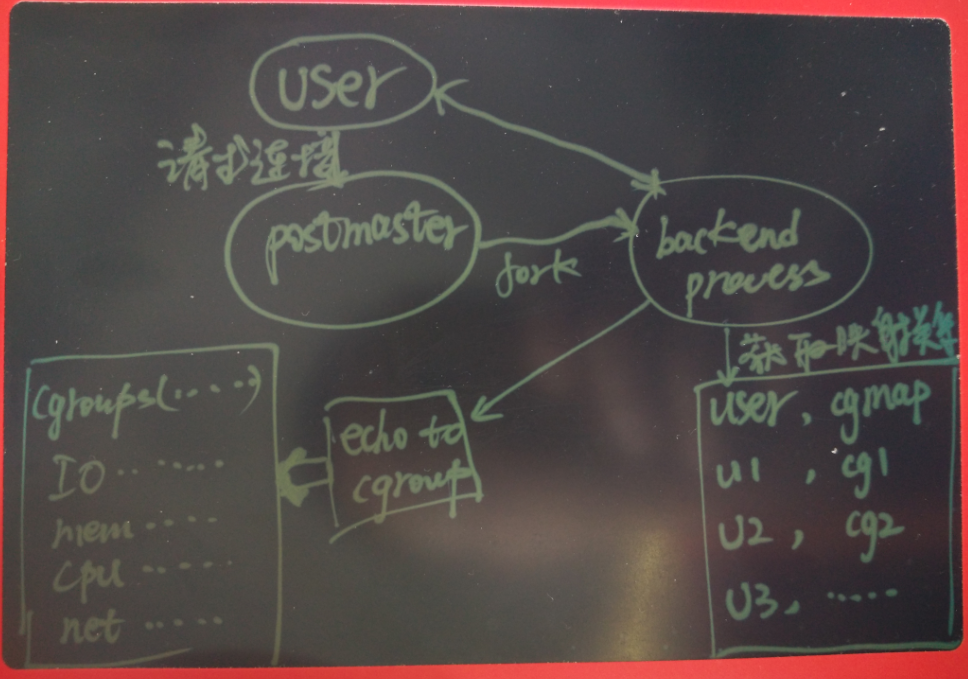 user
请求连接
postmaster
fork
backend
process
获取映射关系
cgroups(....)
IO.......
mem.....
cpu.....
net.....
echo to
cgroup
user, cgmap
u1, cg1
U2, cg2
U3, .....